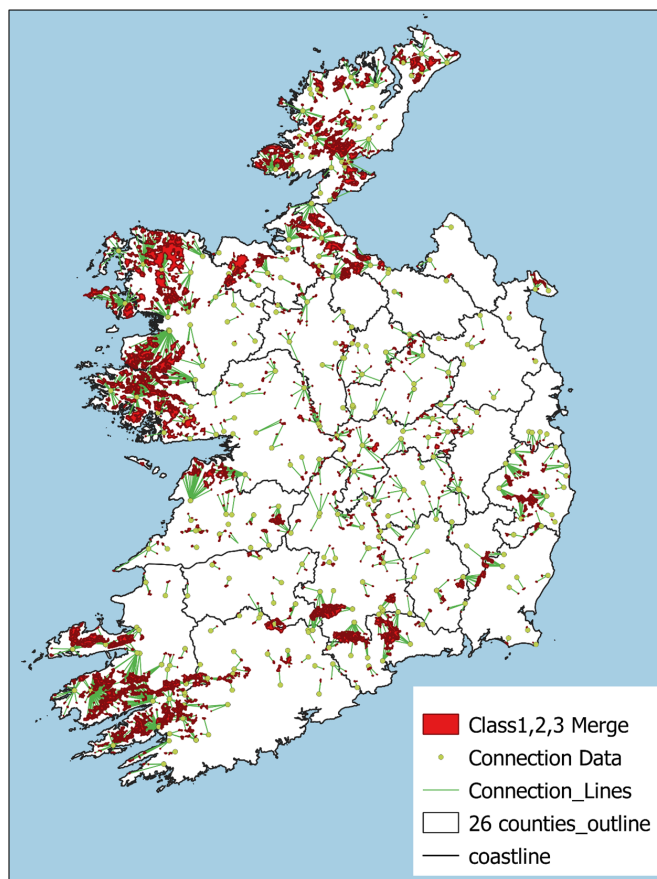 Class1,2,3 Merge
Connection Data
Connection_Lines
26 counties_outline
coastline